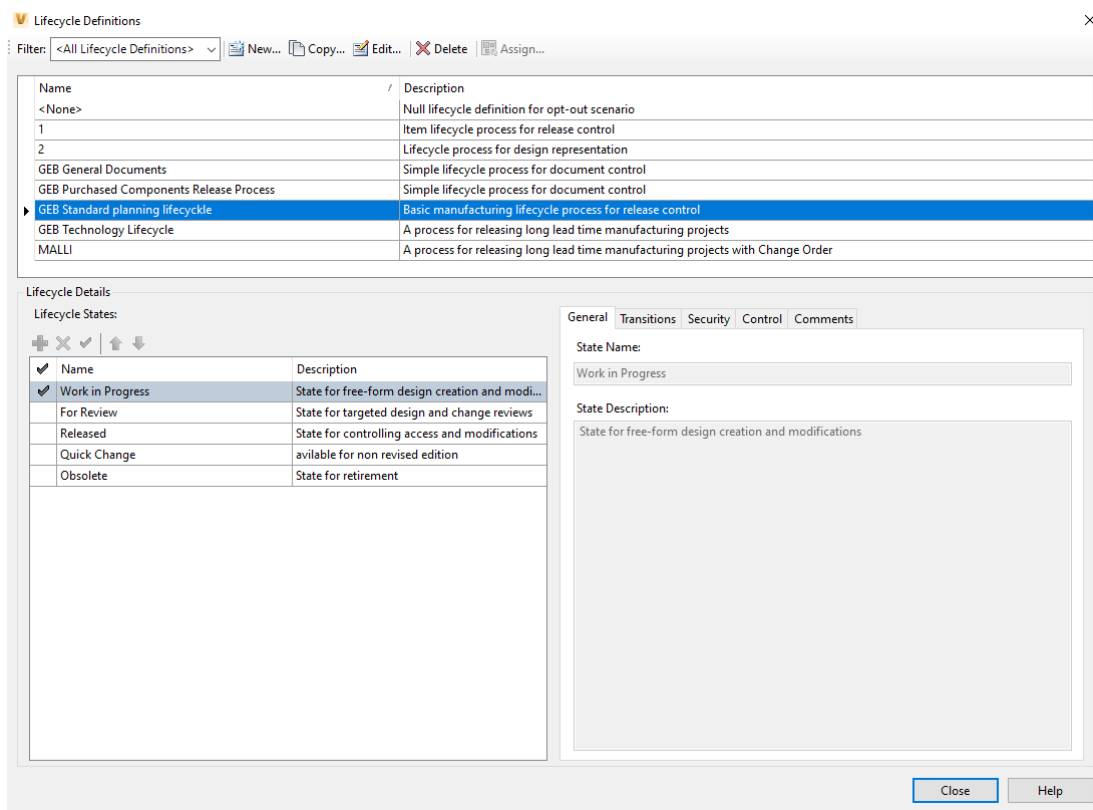 Lifecycle Definitions
Filter: <All Lifecycle Definitions> New... Copy... Edit... Delete Assign...
Name / Description
<None> Null lifecycle definition for opt-out scenario
1 Item lifecycle process for release control
2 Lifecycle process for design representation
GEB General Documents Simple lifecycle process for document control
GEB Purchased Components Release Process Simple lifecycle process for document control
GEB Standard planning lifecyckle Basic manufacturing lifecycle process for release control
GEB Technology Lifecycle A process for releasing long lead time manufacturing projects
MALLI A process for releasing long lead time manufacturing projects with Change Order
Lifecycle Details
Lifecycle States:
Name Description
Work in Progress State for free-form design creation and modi...
For Review State for targeted design and change reviews
Released State for controlling access and modifications
Quick Change avilable for non revised edition
Obsolete State for retirement
General Transitions Security Control Comments
State Name:
Work in Progress
State Description:
State for free-form design creation and modifications
Close Help